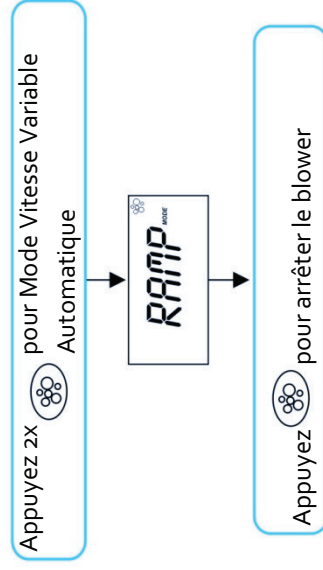 Appuyez 2x pour Mode Vitesse Variable
Automatique
RAMP
MODE
Appuyez pour arrêter le blower